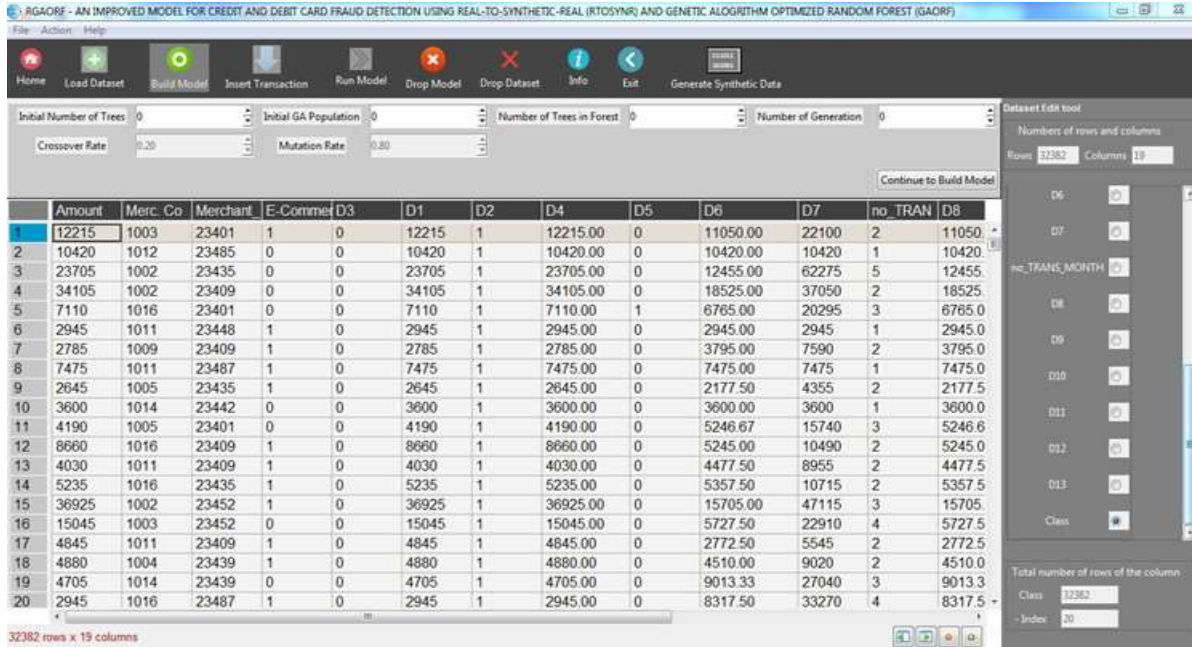 RGAORF - AN IMPROVED MODEL FOR CREDIT AND DEBIT CARD FRAUD DETECTION USING REAL-TO-SYNTHETIC-REAL (RTOSYNR) AND GENETIC ALOGRITHM OPTIMIZED RANDOM FOREST (GAORF)
File Action Help
Home Load Dataset Build Model Insert Transaction Run Model Drop Model Drop Dataset Info Exit Generate Synthetic Data
Initial Number of Trees 0 Initial GA Population 0 Number of Trees in Forest 0 Number of Generation 0
Crossover Rate 0.20 Mutation Rate 0.80
Continue to Build Model
Amount Merc. Co Merchant_ E-Commer D3 D1 D2 D4 D5 D6 D7 no_TRAN D8
1 12215 1003 23401 1 0 12215 1 12215.00 0 11050.00 22100 2 11050.
2 10420 1012 23485 0 0 10420 1 10420.00 0 10420.00 10420 1 10420.
3 23705 1002 23435 0 0 23705 1 23705.00 0 12455.00 62275 5 12455.
4 34105 1002 23409 0 0 34105 1 34105.00 0 18525.00 37050 2 18525.
5 7110 1016 23401 0 0 7110 1 7110.00 1 6765.00 20295 3 6765.0
6 2945 1011 23448 1 0 2945 1 2945.00 0 2945.00 2945 1 2945.0
7 2785 1009 23409 1 0 2785 1 2785.00 0 3795.00 7590 2 3795.0
8 7475 1011 23487 1 0 7475 1 7475.00 0 7475.00 7475 1 7475.0
9 2645 1005 23435 1 0 2645 1 2645.00 0 2177.50 4355 2 2177.5
10 3600 1014 23442 0 0 3600 1 3600.00 0 3600.00 3600 1 3600.0
11 4190 1005 23401 0 0 4190 1 4190.00 0 5246.67 15740 3 5246.6
12 8660 1016 23409 1 0 8660 1 8660.00 0 5245.00 10490 2 5245.0
13 4030 1011 23409 1 0 4030 1 4030.00 0 4477.50 8955 2 4477.5
14 5235 1016 23435 1 0 5235 1 5235.00 0 5357.50 10715 2 5357.5
15 36925 1002 23452 1 0 36925 1 36925.00 0 15705.00 47115 3 15705.
16 15045 1003 23452 0 0 15045 1 15045.00 0 5727.50 22910 4 5727.5
17 4845 1011 23409 1 0 4845 1 4845.00 0 2772.50 5545 2 2772.5
18 4880 1004 23439 1 0 4880 1 4880.00 0 4510.00 9020 2 4510.0
19 4705 1014 23439 0 0 4705 1 4705.00 0 9013.33 27040 3 9013.3
20 2945 1016 23487 1 0 2945 1 2945.00 0 8317.50 33270 4 8317.5
32382 rows x 19 columns
Dataset Edit tool
Numbers of rows and columns
Rows 32382 Columns 19
D6
D7
no_TRANS_MONTH
D8
D9
D10
D11
D12
D13
Class
Total number of rows of the column
Class 32382
- Index 20